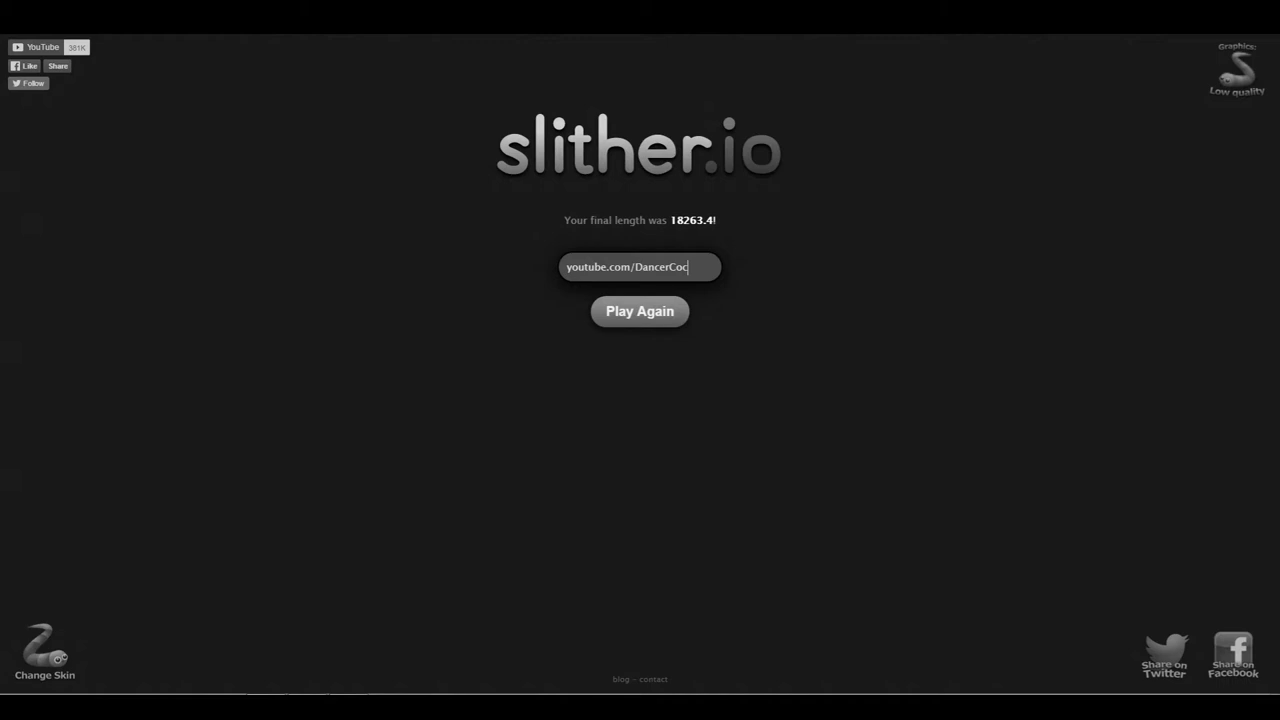 YouTube 381K
Like Share
Follow
Graphics:
Low quality
slither.io
Your final length was 18263.4!
youtube.com/DancerCoc
Play Again
Change Skin
blog - contact
Share on
Twitter
Share on
Facebook